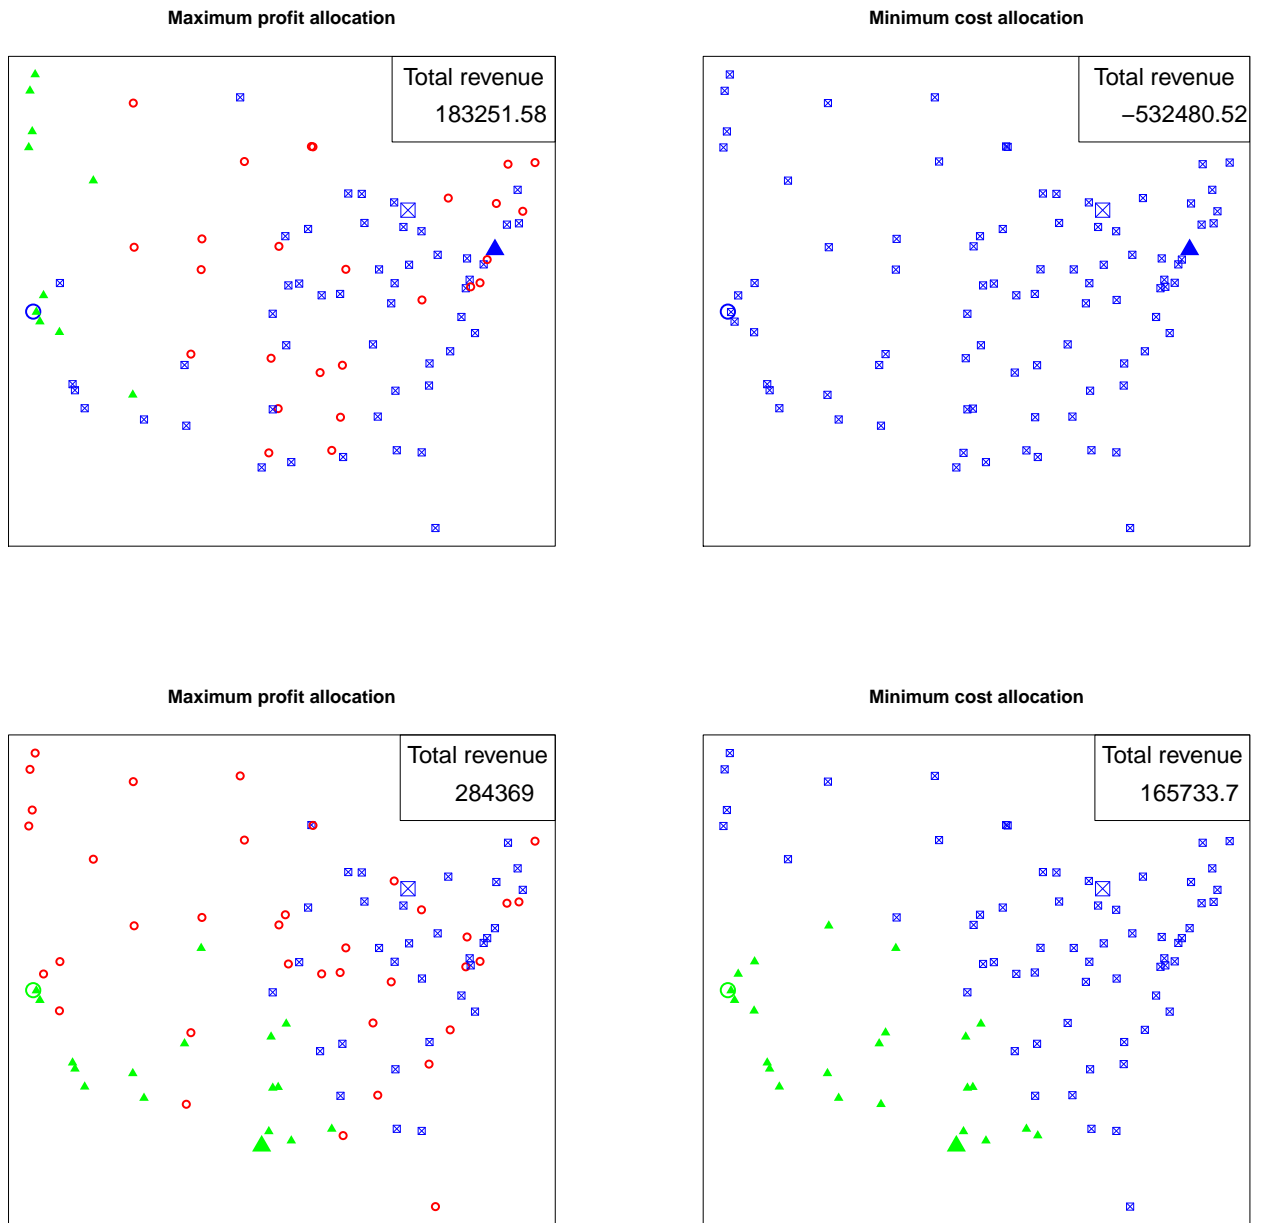 Maximum profit allocation
Minimum cost allocation
Total revenue
183251.58
Total revenue
−532480.52
Maximum profit allocation
Minimum cost allocation
Total revenue
284369
Total revenue
165733.7